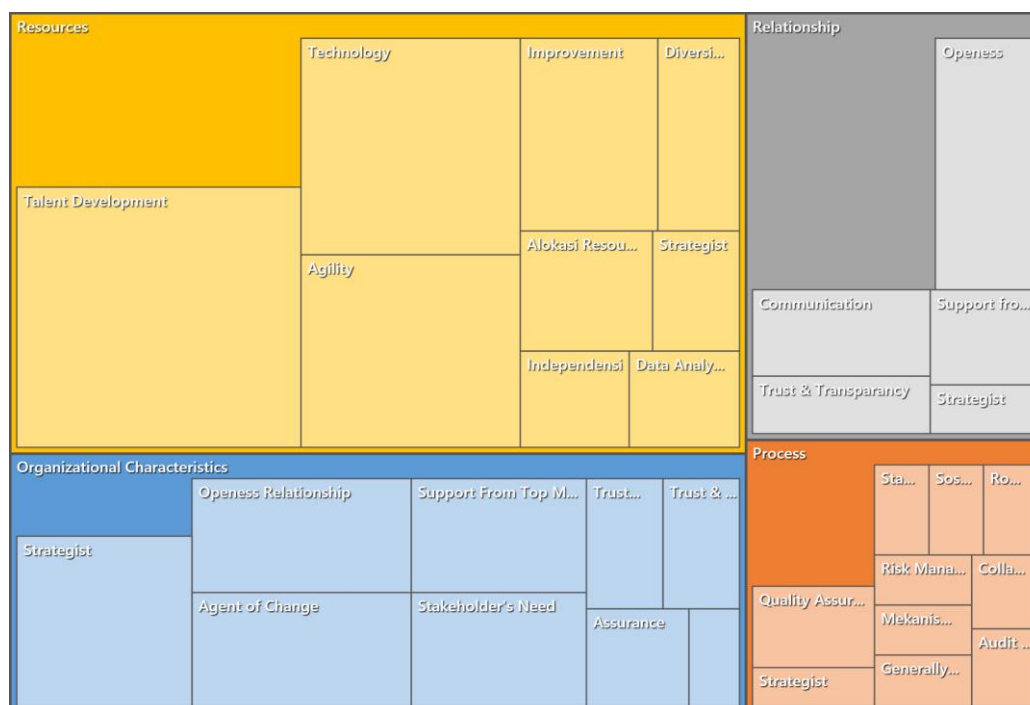 Resources
Technology
Improvement
Diversi...
Talent Development
Agility
Alokasi Resou...
Strategist
Independensi
Data Analy...
Relationship
Openess
Communication
Support fro...
Trust & Transparancy
Strategist
Organizational Characteristics
Openess Relationship
Support From Top M...
Trust...
Trust & ...
Strategist
Agent of Change
Stakeholder's Need
Assurance
Process
Sta...
Sos...
Ro...
Risk Mana...
Colla...
Quality Assur...
Mekanis...
Audit ...
Generally...
Strategist